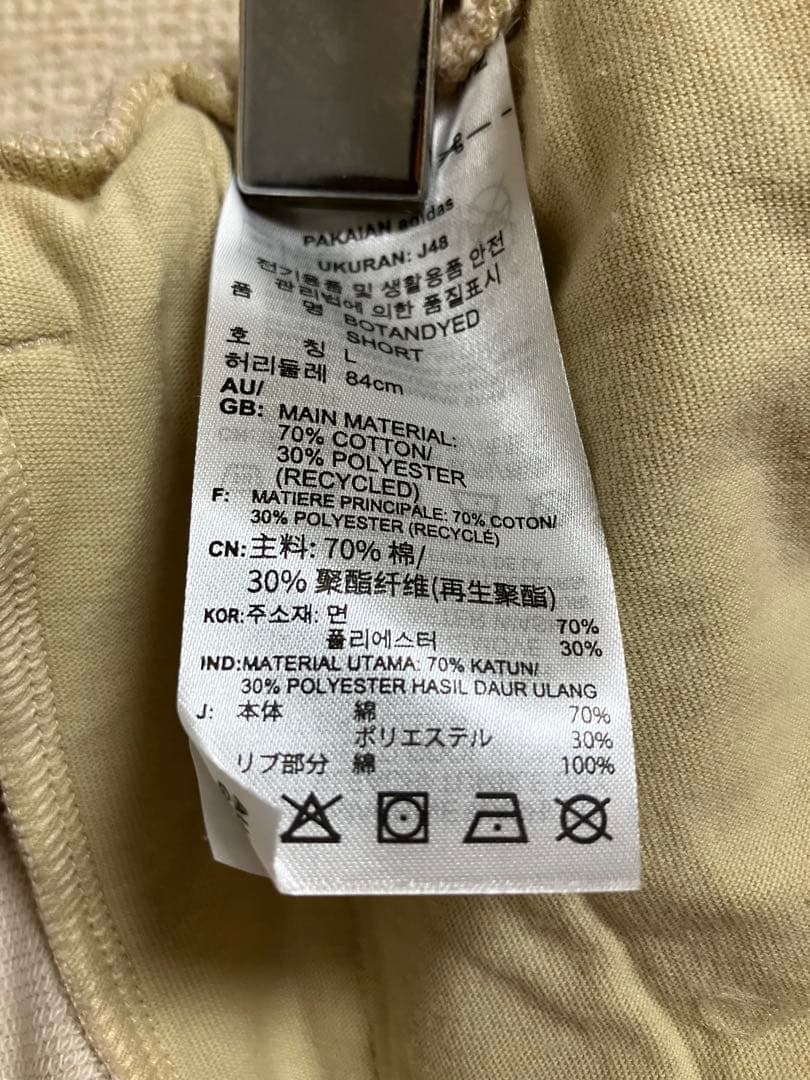 PAKAIAN adidas
UKURAN: J48
전기용품 및 생활용품 안전
관리법에 의한 품질표시
품 명 BOTANDYED
SHORT
호 칭 L
허리둘레 84cm
AU/
GB: MAIN MATERIAL:
70% COTTON/
30% POLYESTER
(RECYCLED)
F: MATIERE PRINCIPALE: 70% COTON/
30% POLYESTER (RECYCLÉ)
CN: 主料: 70% 棉/
30% 聚酯纤维(再生聚酯)
KOR: 주소재: 면 70%
폴리에스터 30%
IND: MATERIAL UTAMA: 70% KATUN/
30% POLYESTER HASIL DAUR ULANG
J: 本体 綿 70%
ポリエステル 30%
リブ部分 綿 100%